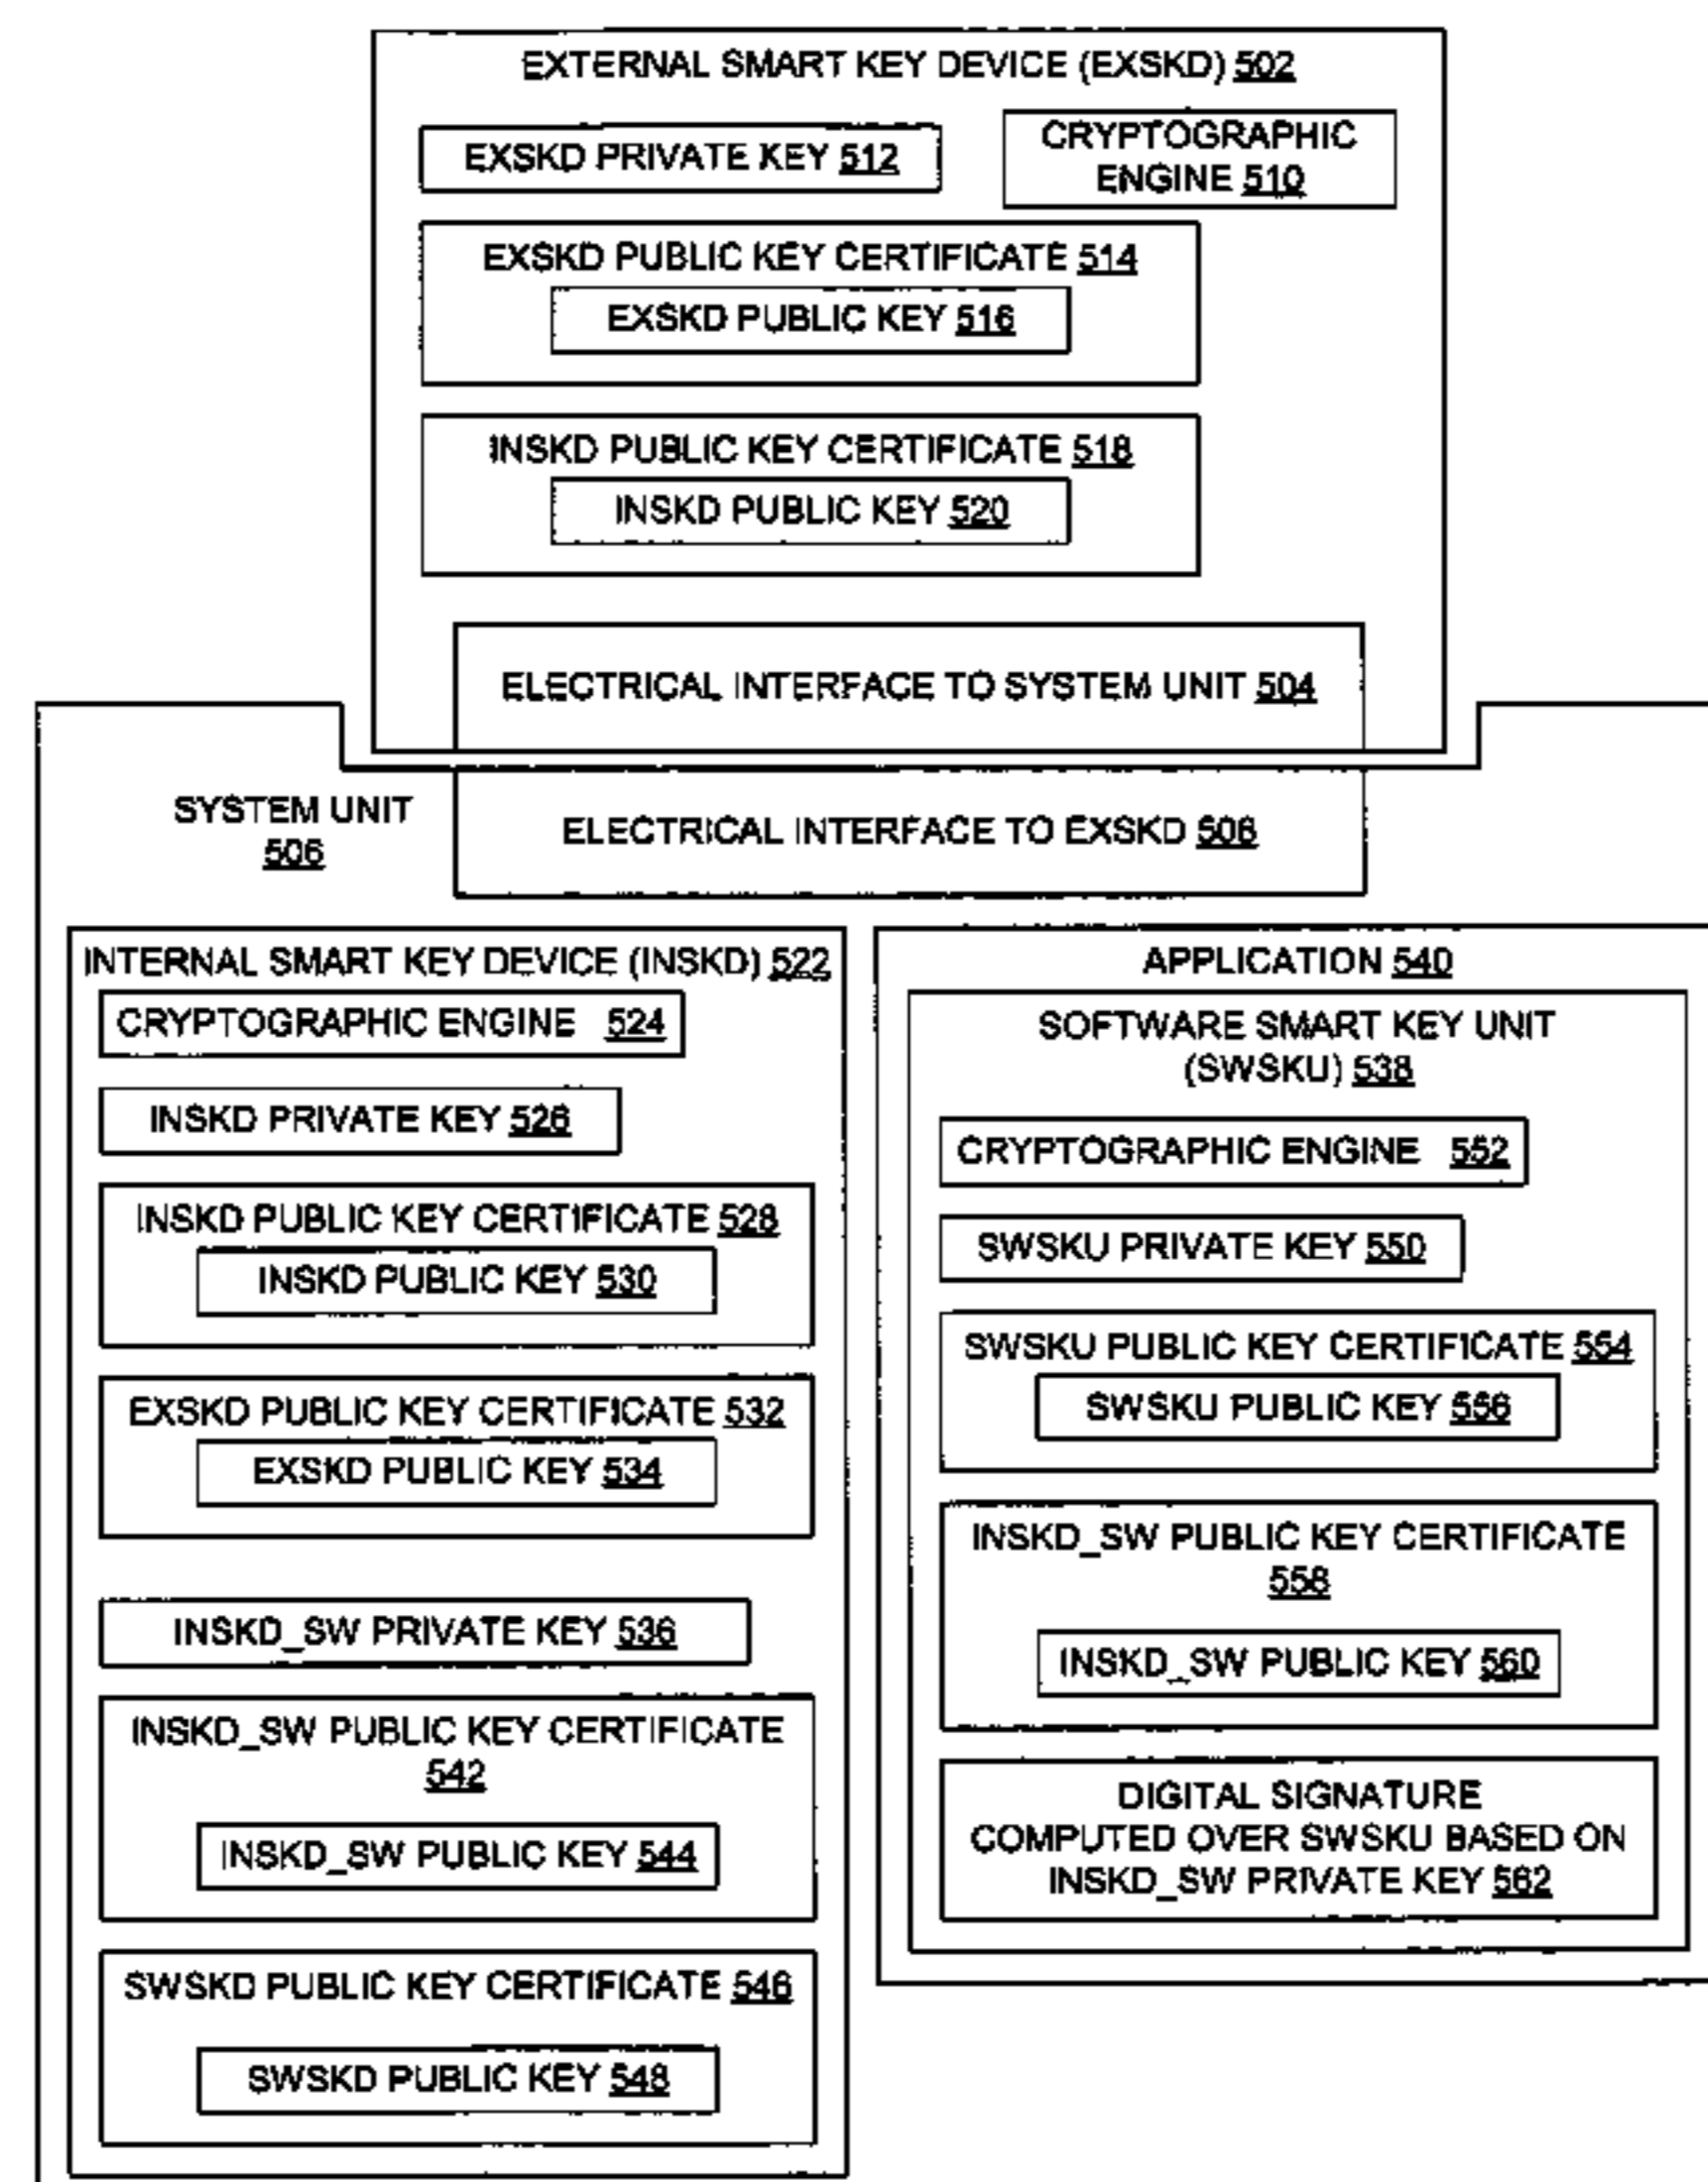 EXTERNAL SMART KEY DEVICE (EXSKD) 502
EXSKD PRIVATE KEY 512
CRYPTOGRAPHIC
ENGINE 510
EXSKD PUBLIC KEY CERTIFICATE 514
EXSKD PUBLIC KEY 516
INSKD PUBLIC KEY CERTIFICATE 518
INSKD PUBLIC KEY 520
ELECTRICAL INTERFACE TO SYSTEM UNIT 504
SYSTEM UNIT
506
ELECTRICAL INTERFACE TO EXSKD 508
INTERNAL SMART KEY DEVICE (INSKD) 522
CRYPTOGRAPHIC ENGINE 524
INSKD PRIVATE KEY 526
INSKD PUBLIC KEY CERTIFICATE 528
INSKD PUBLIC KEY 530
EXSKD PUBLIC KEY CERTIFICATE 532
EXSKD PUBLIC KEY 534
INSKD_SW PRIVATE KEY 536
INSKD_SW PUBLIC KEY CERTIFICATE
542
INSKD_SW PUBLIC KEY 544
SWSKD PUBLIC KEY CERTIFICATE 546
SWSKD PUBLIC KEY 548
APPLICATION 540
SOFTWARE SMART KEY UNIT
(SWSKU) 538
CRYPTOGRAPHIC ENGINE 552
SWSKU PRIVATE KEY 550
SWSKU PUBLIC KEY CERTIFICATE 554
SWSKU PUBLIC KEY 556
INSKD_SW PUBLIC KEY CERTIFICATE
558
INSKD_SW PUBLIC KEY 560
DIGITAL SIGNATURE
COMPUTED OVER SWSKU BASED ON
INSKD_SW PRIVATE KEY 562